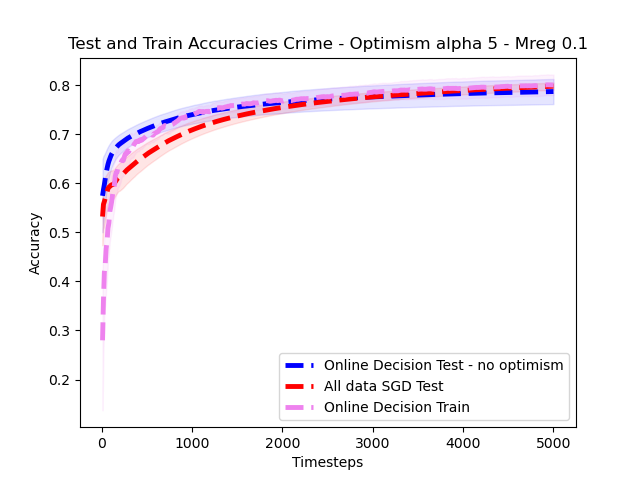 Test and Train Accuracies Crime - Optimism alpha 5 - Mreg 0.1
0.8
0.7
0.6
0.5
0.4
0.3
0.2
Accuracy
Online Decision Test - no optimism
All data SGD Test
Online Decision Train
0 1000 2000 3000 4000 5000
Timesteps